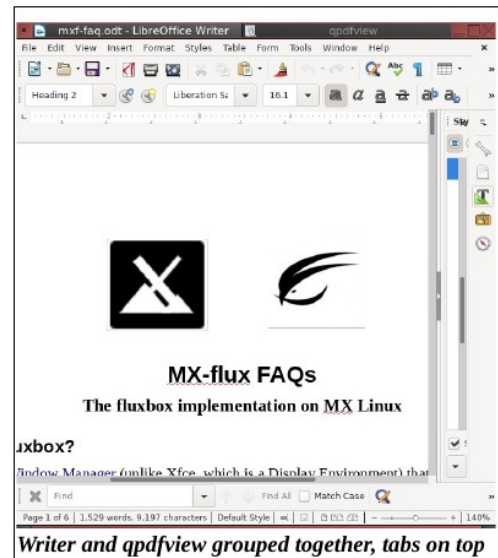 mxf-faq.odt - LibreOffice Writer qpdfview
File Edit View Insert Format Styles Table Form Tools Window Help
Heading 2 Liberation Sa 16.1
MX-flux FAQs
The fluxbox implementation on MX Linux
uxbox?
Window Manager (unlike Xfce, which is a Display Environment) that
Find Find All Match Case
Page 1 of 6 1.529 words, 9.197 characters Default Style 140%
Writer and qpdfview grouped together, tabs on top